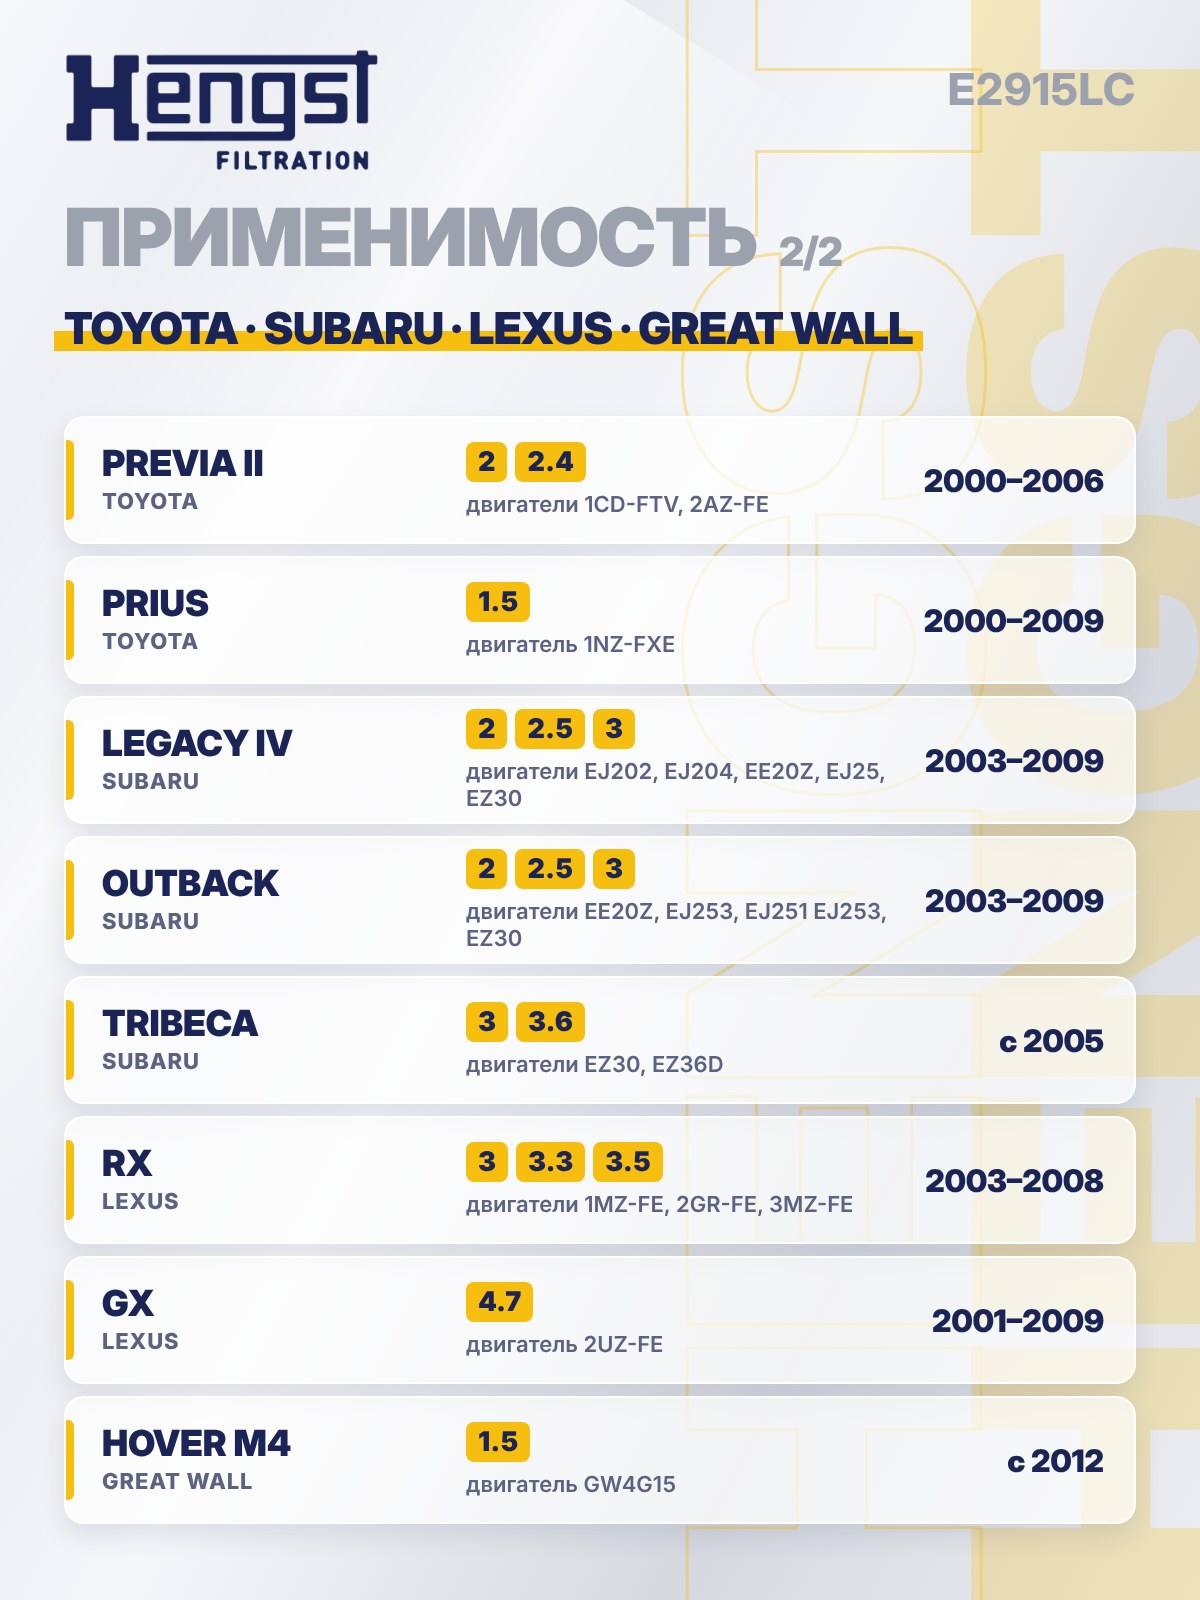 Hengst
FILTRATION
E2915LC
ПРИМЕНИМОСТЬ 2/2
TOYOTA · SUBARU · LEXUS · GREAT WALL
PREVIA II
TOYOTA
2 2.4
двигатели 1CD-FTV, 2AZ-FE
2000–2006
PRIUS
TOYOTA
1.5
двигатель 1NZ-FXE
2000–2009
LEGACY IV
SUBARU
2 2.5 3
двигатели EJ202, EJ204, EE20Z, EJ25,
EZ30
2003–2009
OUTBACK
SUBARU
2 2.5 3
двигатели EE20Z, EJ253, EJ251 EJ253,
EZ30
2003–2009
TRIBECA
SUBARU
3 3.6
двигатели EZ30, EZ36D
с 2005
RX
LEXUS
3 3.3 3.5
двигатели 1MZ-FE, 2GR-FE, 3MZ-FE
2003–2008
GX
LEXUS
4.7
двигатель 2UZ-FE
2001–2009
HOVER M4
GREAT WALL
1.5
двигатель GW4G15
с 2012
HENGST
HENGST